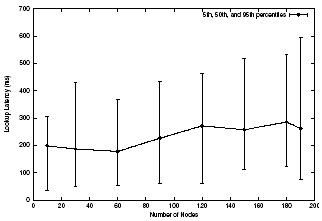 5th, 50th, and 95th percentiles
700
600
500
400
300
200
100
0
Lookup Latency (ms)
0 20 40 60 80 100 120 140 160 180 200
Number of Nodes